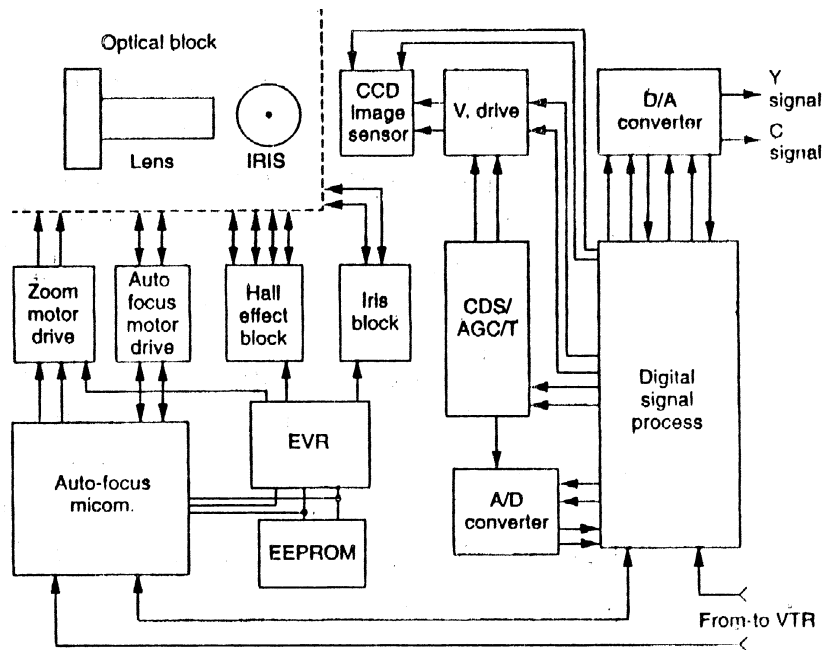 Optical block
Lens
IRIS
CCD
Image
sensor
V. drive
D/A
converter
Y
signal
C
signal
Zoom
motor
drive
Auto
focus
motor
drive
Hall
effect
block
Iris
block
CDS/
AGC/T
Digital
signal
process
EVR
Auto-focus
micom.
EEPROM
A/D
converter
From-to VTR